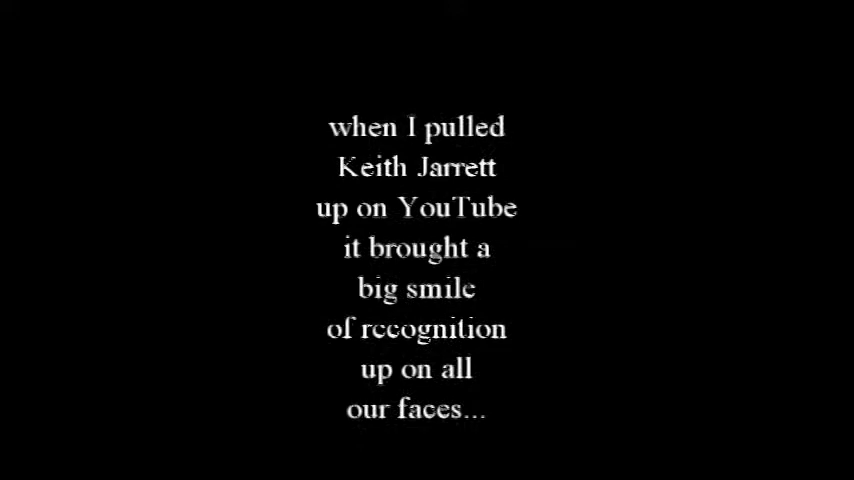 when I pulled
Keith Jarrett
up on YouTube
it brought a
big smile
of recognition
up on all
our faces...